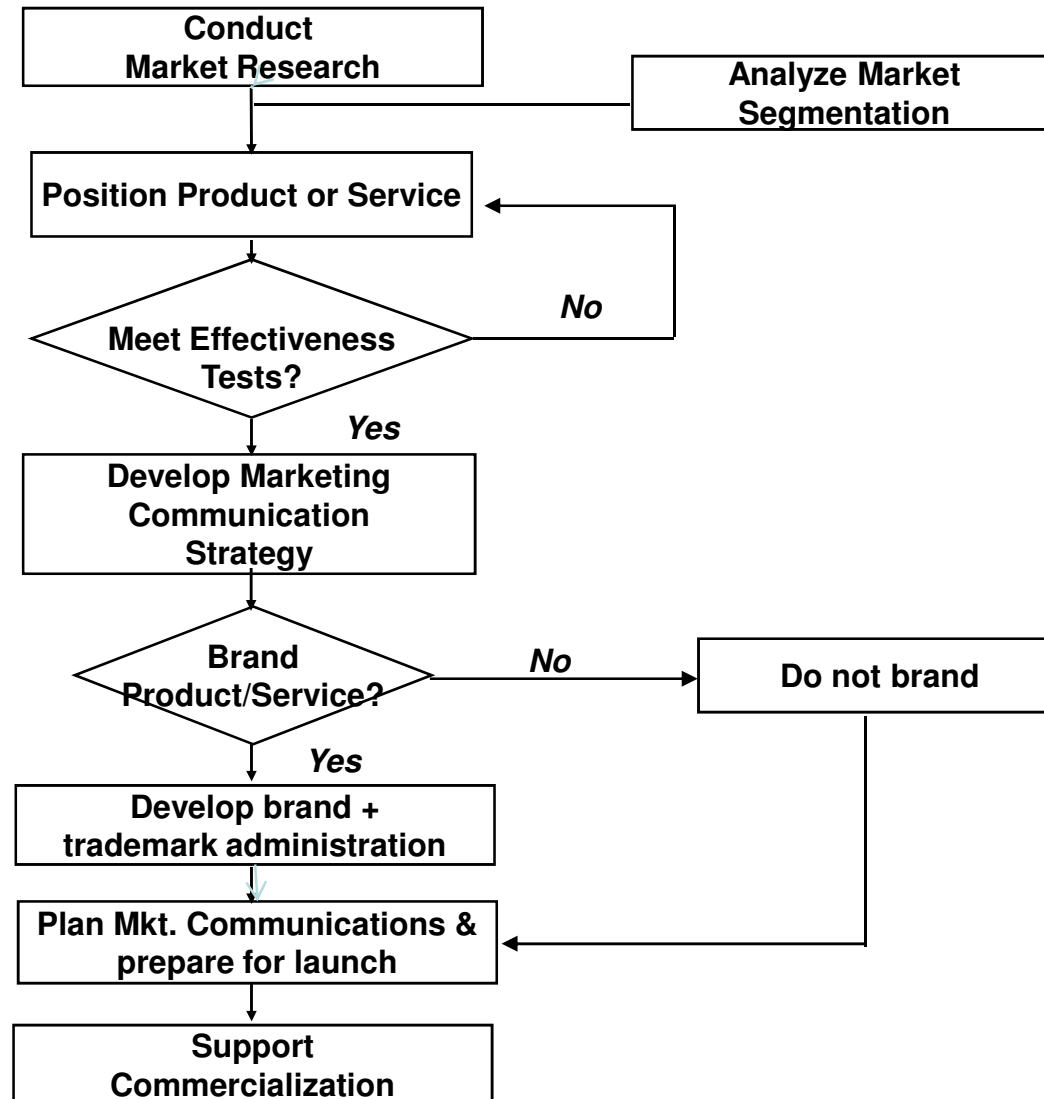 Conduct
Market Research
Analyze Market
Segmentation
Position Product or Service
No
Meet Effectiveness
Tests?
Yes
Develop Marketing
Communication
Strategy
Brand
Product/Service?
No
Do not brand
Yes
Develop brand +
trademark administration
Plan Mkt. Communications &
prepare for launch
Support
Commercialization